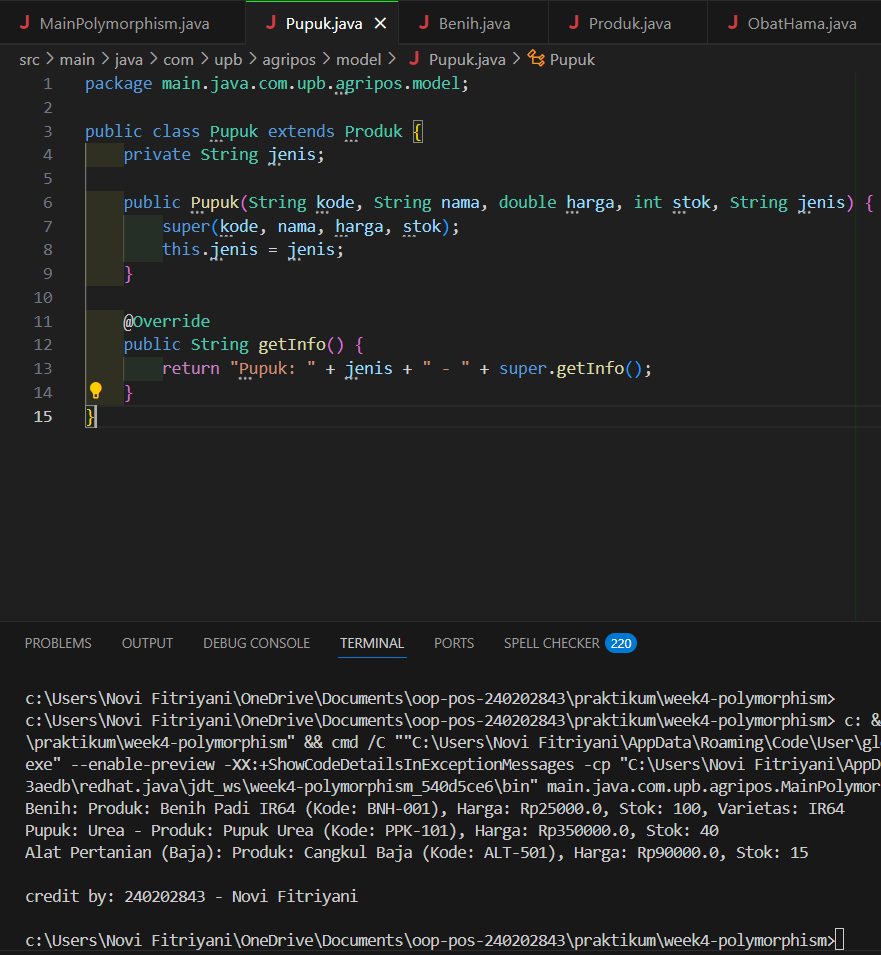 MainPolymorphism.java Pupuk.java Benih.java Produk.java ObatHama.java
src > main > java > com > upb > agripos > model > Pupuk.java > Pupuk
1 package main.java.com.upb.agripos.model;
2
3 public class Pupuk extends Produk {
4 private String jenis;
5
6 public Pupuk(String kode, String nama, double harga, int stok, String jenis) {
7 super(kode, nama, harga, stok);
8 this.jenis = jenis;
9 }
10
11 @Override
12 public String getInfo() {
13 return "Pupuk: " + jenis + " - " + super.getInfo();
14 }
15 }
PROBLEMS OUTPUT DEBUG CONSOLE TERMINAL PORTS SPELL CHECKER 220
c:\Users\Novi Fitriyani\OneDrive\Documents\oop-pos-240202843\praktikum\week4-polymorphism>
c:\Users\Novi Fitriyani\OneDrive\Documents\oop-pos-240202843\praktikum\week4-polymorphism> c: &
\praktikum\week4-polymorphism" && cmd /C ""C:\Users\Novi Fitriyani\AppData\Roaming\Code\User\gl
exe" --enable-preview -XX:+ShowCodeDetailsInExceptionMessages -cp "C:\Users\Novi Fitriyani\AppD
3aedb\redhat.java\jdt_ws\week4-polymorphism_540d5ce6\bin" main.java.com.upb.agripos.MainPolymor
Benih: Produk: Benih Padi IR64 (Kode: BNH-001), Harga: Rp25000.0, Stok: 100, Varietas: IR64
Pupuk: Urea - Produk: Pupuk Urea (Kode: PPK-101), Harga: Rp350000.0, Stok: 40
Alat Pertanian (Baja): Produk: Cangkul Baja (Kode: ALT-501), Harga: Rp90000.0, Stok: 15
credit by: 240202843 - Novi Fitriyani
c:\Users\Novi Fitriyani\OneDrive\Documents\oop-pos-240202843\praktikum\week4-polymorphism>